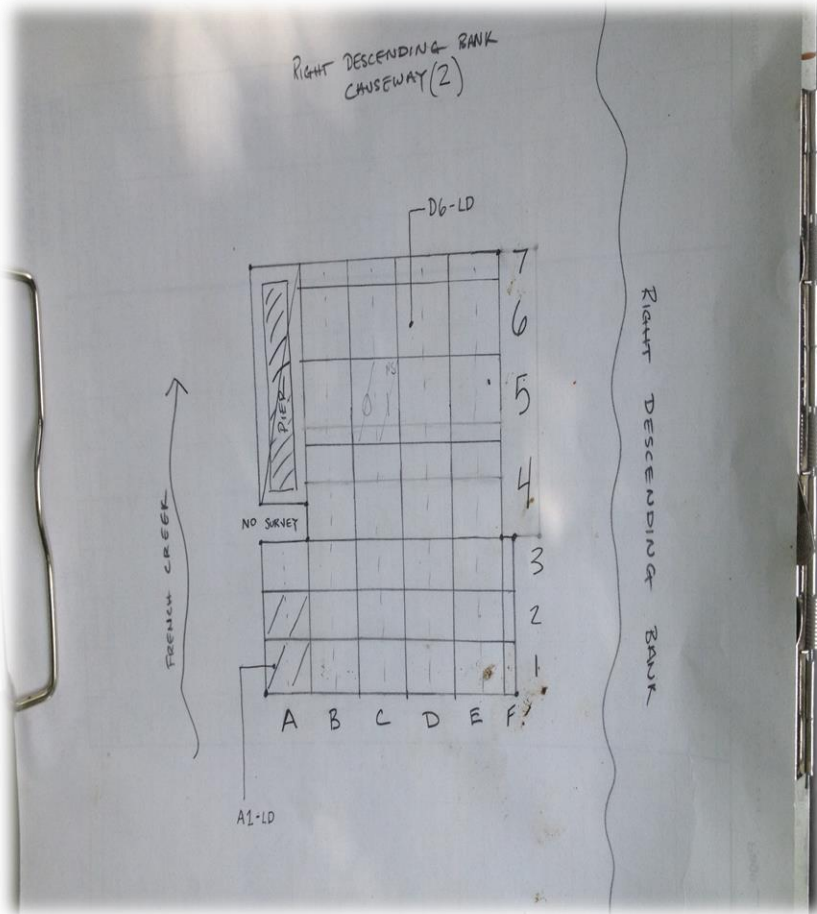 RIGHT DESCENDING BANK
CAUSEWAY (2)
D6-LD
7
6
5
4
3
2
1
PIER
NO SURVEY
FRENCH CREEK
RIGHT DESCENDING BANK
A B C D E F
A1-LD